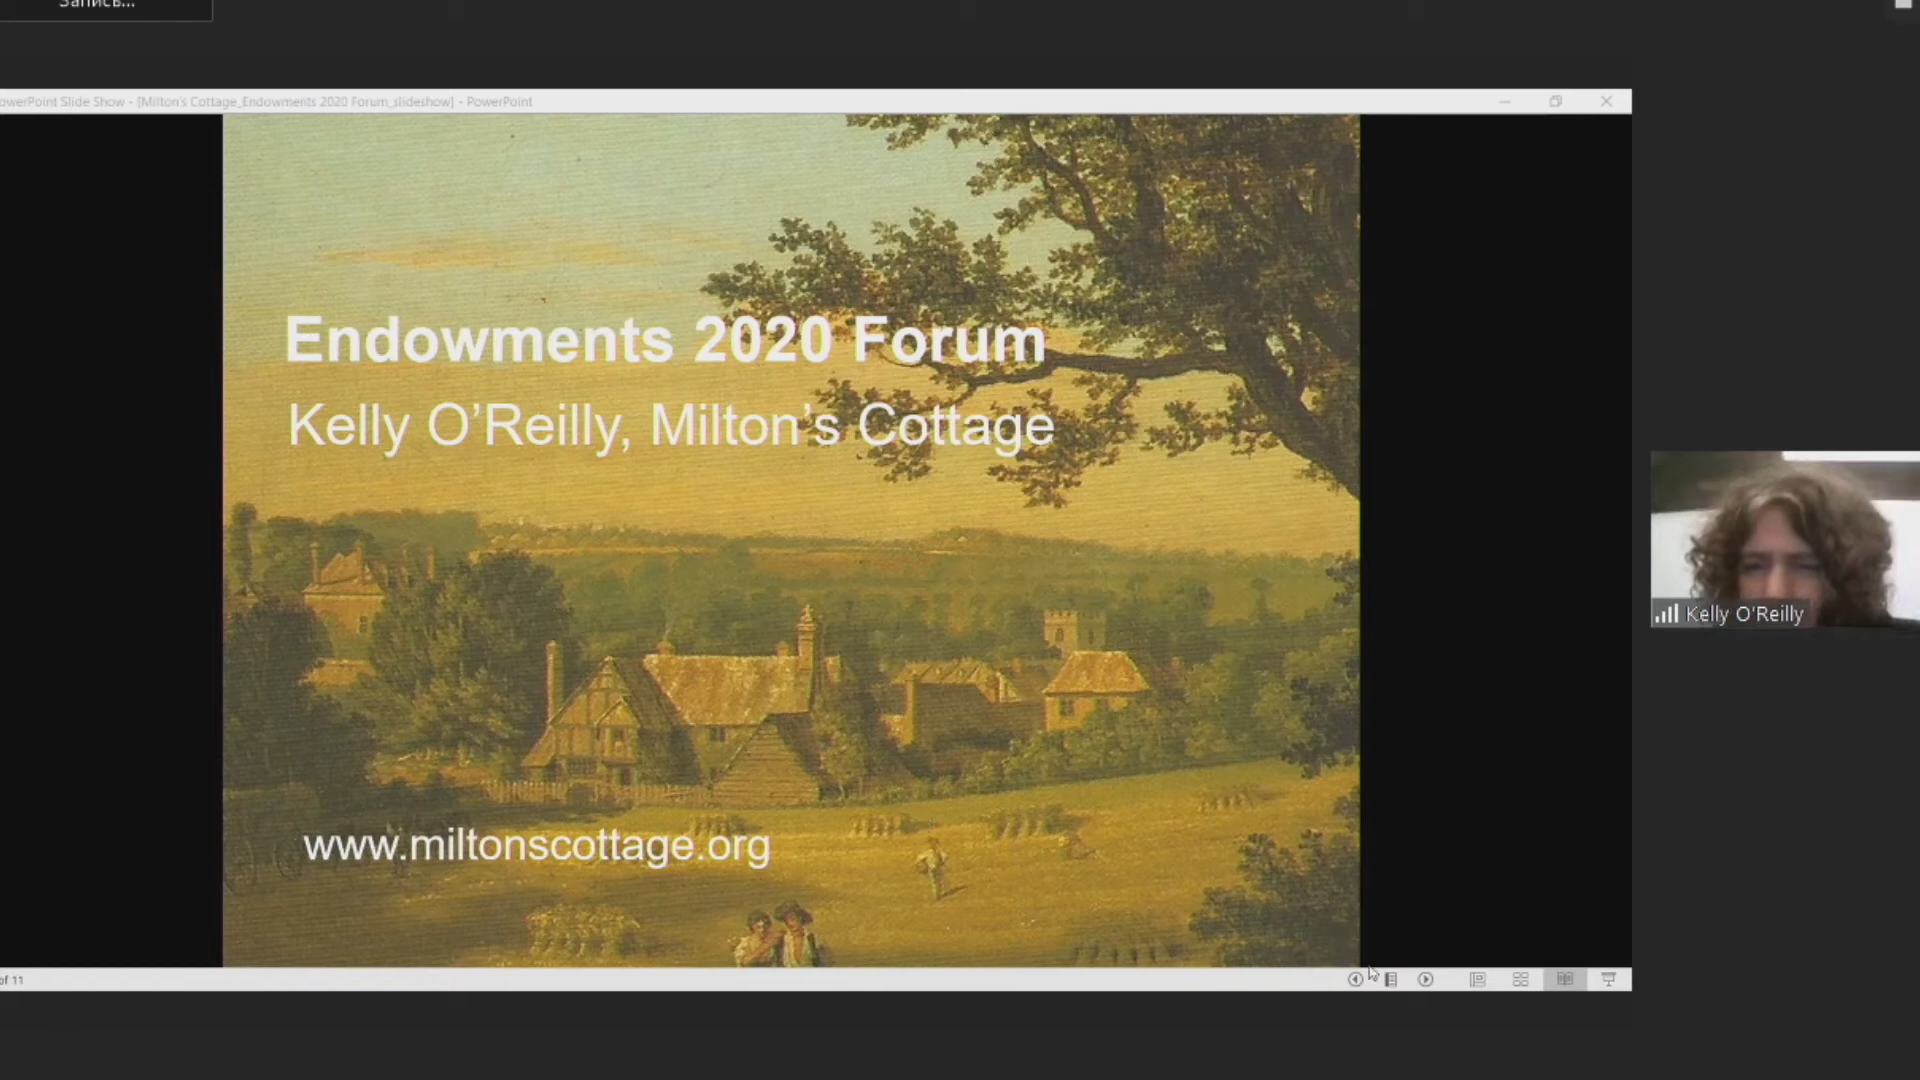 Запись...
PowerPoint Slide Show - [Milton's Cottage_Endowments 2020 Forum_slideshow] - PowerPoint
Endowments 2020 Forum
Kelly O’Reilly, Milton’s Cottage
Kelly O'Reilly
www.miltonscottage.org
of 11